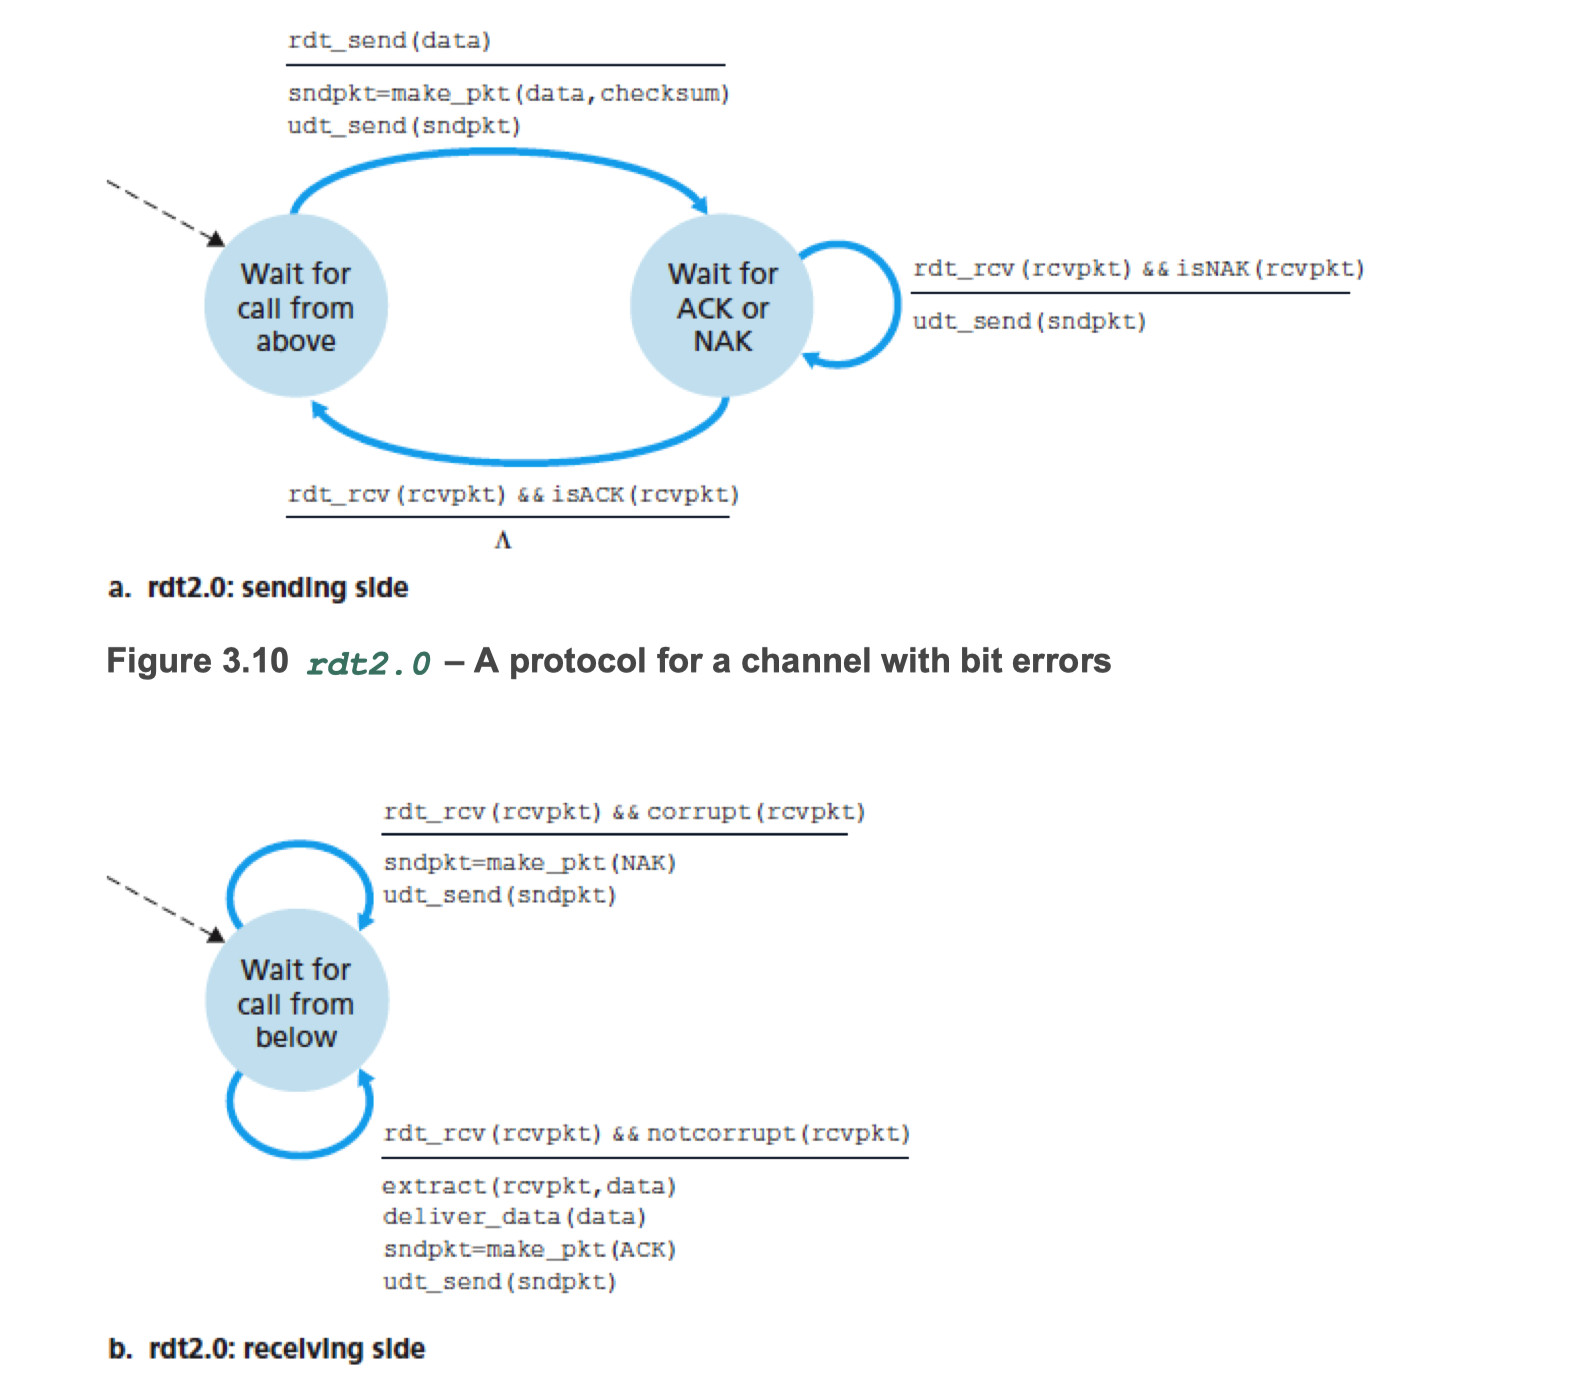 rdt_send(data)
sndpkt=make_pkt(data,checksum)
udt_send(sndpkt)
Wait for
call from
above
Wait for
ACK or
NAK
rdt_rcv(rcvpkt) && isNAK(rcvpkt)
udt_send(sndpkt)
rdt_rcv(rcvpkt) && isACK(rcvpkt)
Λ
a. rdt2.0: sending side
Figure 3.10 rdt2.0 – A protocol for a channel with bit errors
rdt_rcv(rcvpkt) && corrupt(rcvpkt)
sndpkt=make_pkt(NAK)
udt_send(sndpkt)
Wait for
call from
below
rdt_rcv(rcvpkt) && notcorrupt(rcvpkt)
extract(rcvpkt,data)
deliver_data(data)
sndpkt=make_pkt(ACK)
udt_send(sndpkt)
b. rdt2.0: receiving side